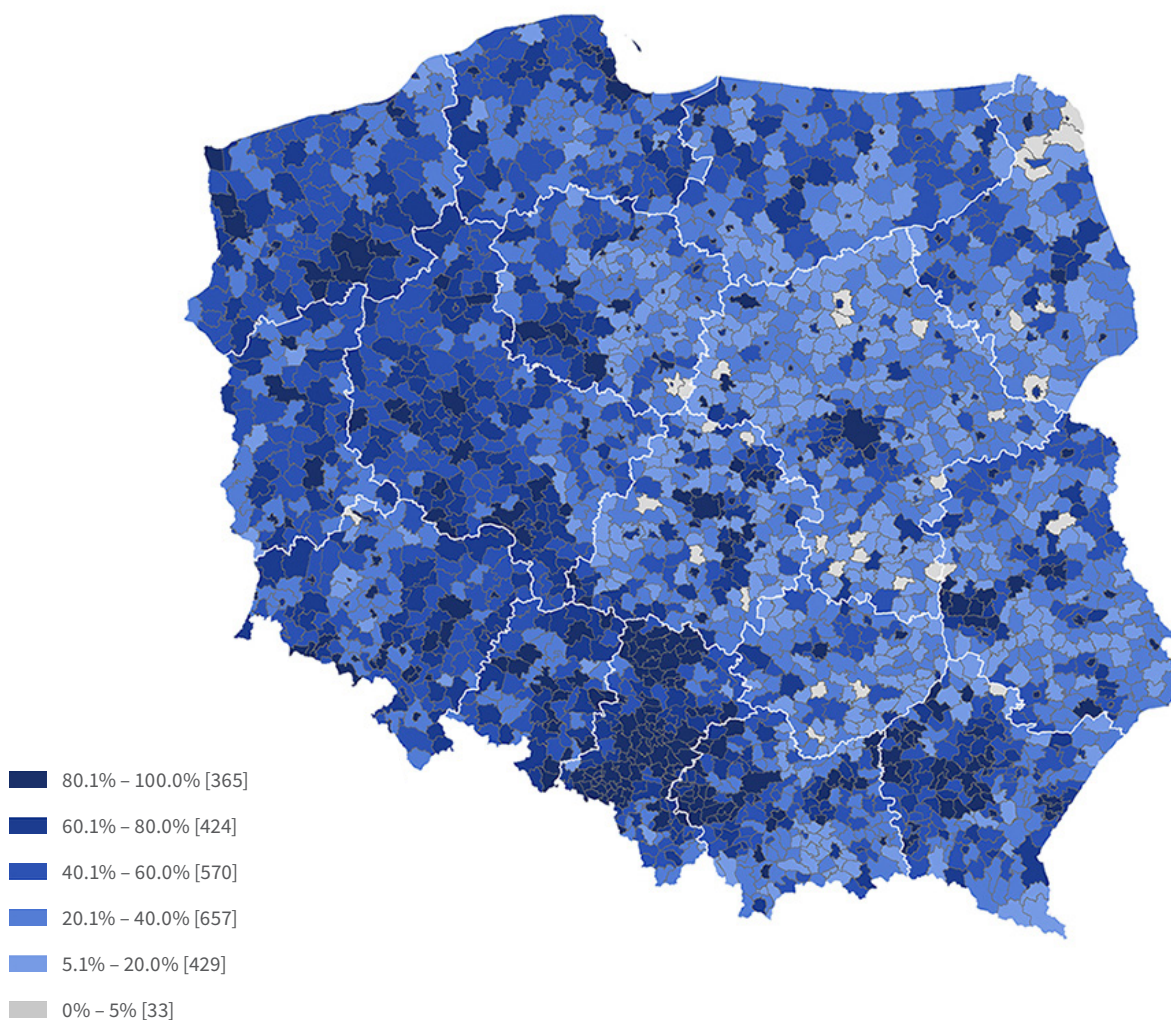 80.1% – 100.0% [365]
60.1% – 80.0% [424]
40.1% – 60.0% [570]
20.1% – 40.0% [657]
5.1% – 20.0% [429]
0% – 5% [33]